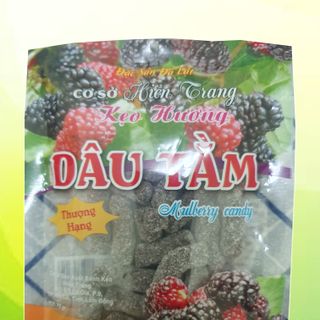 Đặc Sản Đà Lạt
CƠ SỞ Hiền Trang
Kẹo Hương
DÂU TẰM
Mulberry candy
Thượng
Hạng